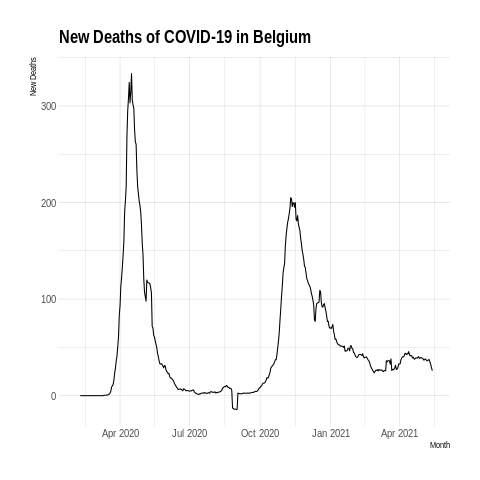 New Deaths of COVID-19 in Belgium
New Deaths
300
200
100
0
Apr 2020 Jul 2020 Oct 2020 Jan 2021 Apr 2021
Month